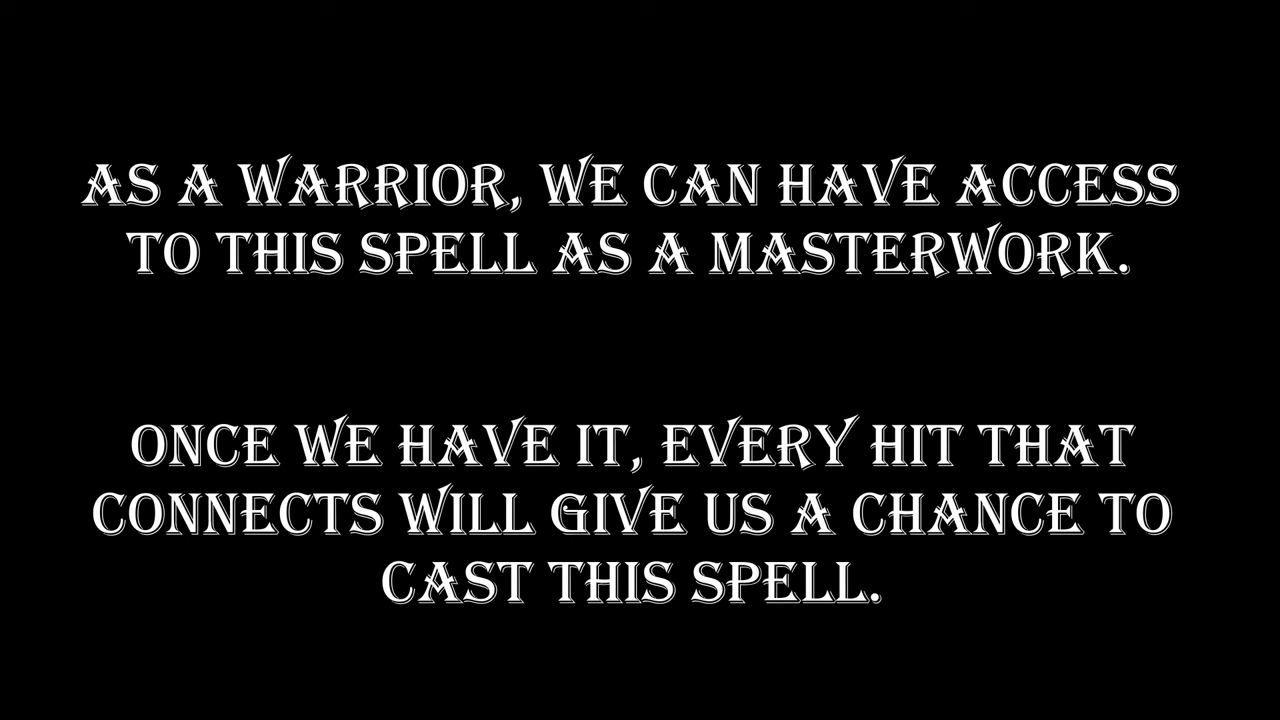 AS A WARRIOR, WE CAN HAVE ACCESS
TO THIS SPELL AS A MASTERWORK.
ONCE WE HAVE IT, EVERY HIT THAT
CONNECTS WILL GIVE US A CHANCE TO
CAST THIS SPELL.